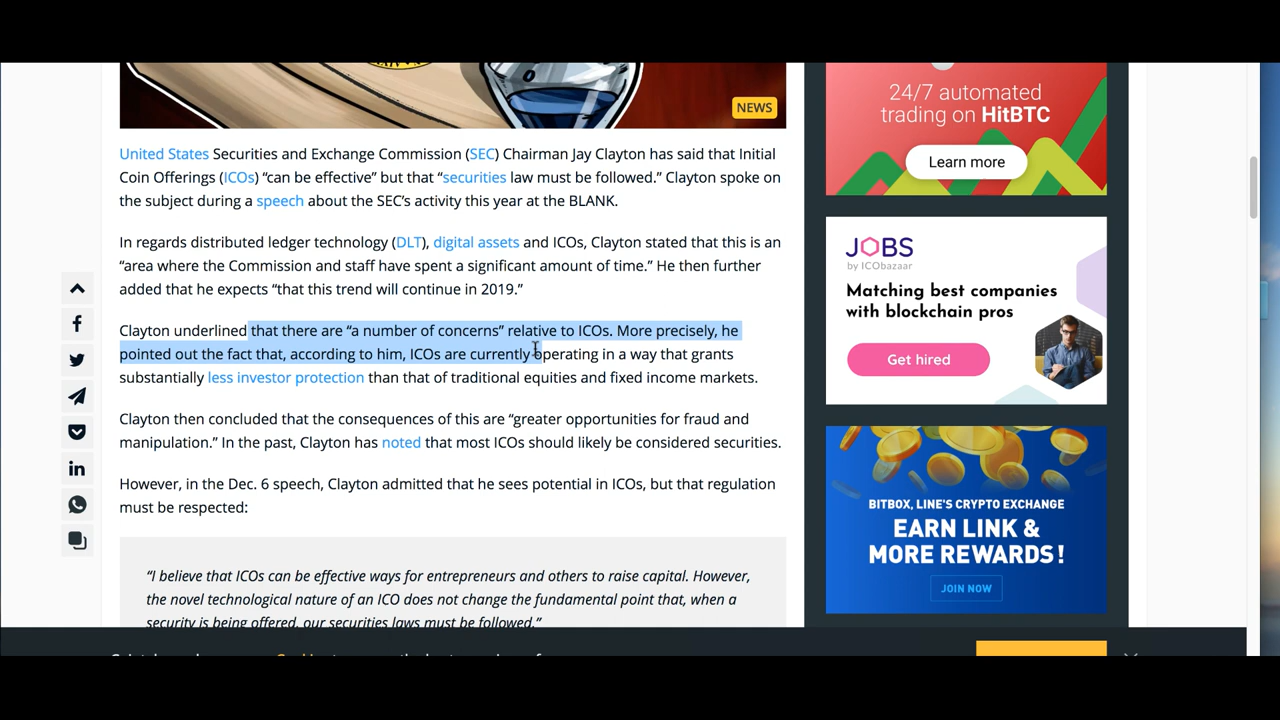 NEWS
United States Securities and Exchange Commission (SEC) Chairman Jay Clayton has said that Initial
Coin Offerings (ICOs) “can be effective” but that “securities law must be followed.” Clayton spoke on
the subject during a speech about the SEC’s activity this year at the BLANK.
In regards distributed ledger technology (DLT), digital assets and ICOs, Clayton stated that this is an
“area where the Commission and staff have spent a significant amount of time.” He then further
added that he expects “that this trend will continue in 2019.”
Clayton underlined that there are “a number of concerns” relative to ICOs. More precisely, he
pointed out the fact that, according to him, ICOs are currently operating in a way that grants
substantially less investor protection than that of traditional equities and fixed income markets.
Clayton then concluded that the consequences of this are “greater opportunities for fraud and
manipulation.” In the past, Clayton has noted that most ICOs should likely be considered securities.
However, in the Dec. 6 speech, Clayton admitted that he sees potential in ICOs, but that regulation
must be respected:
“I believe that ICOs can be effective ways for entrepreneurs and others to raise capital. However,
the novel technological nature of an ICO does not change the fundamental point that, when a
security is being offered, our securities laws must be followed.”
24/7 automated
trading on HitBTC
Learn more
JOBS
by ICObazaar
Matching best companies
with blockchain pros
Get hired
BITBOX, LINE'S CRYPTO EXCHANGE
EARN LINK &
MORE REWARDS!
JOIN NOW